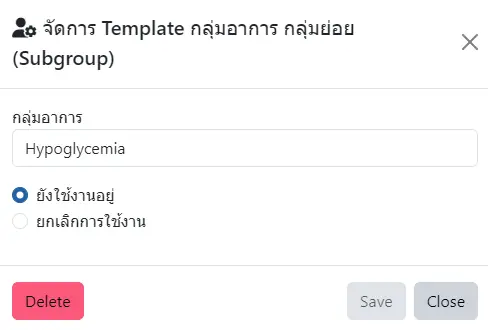 จัดการ Template กลุ่มอาการ กลุ่มย่อย
(Subgroup)
กลุ่มอาการ
Hypoglycemia
ยังใช้งานอยู่
ยกเลิกการใช้งาน
Delete
Save
Close